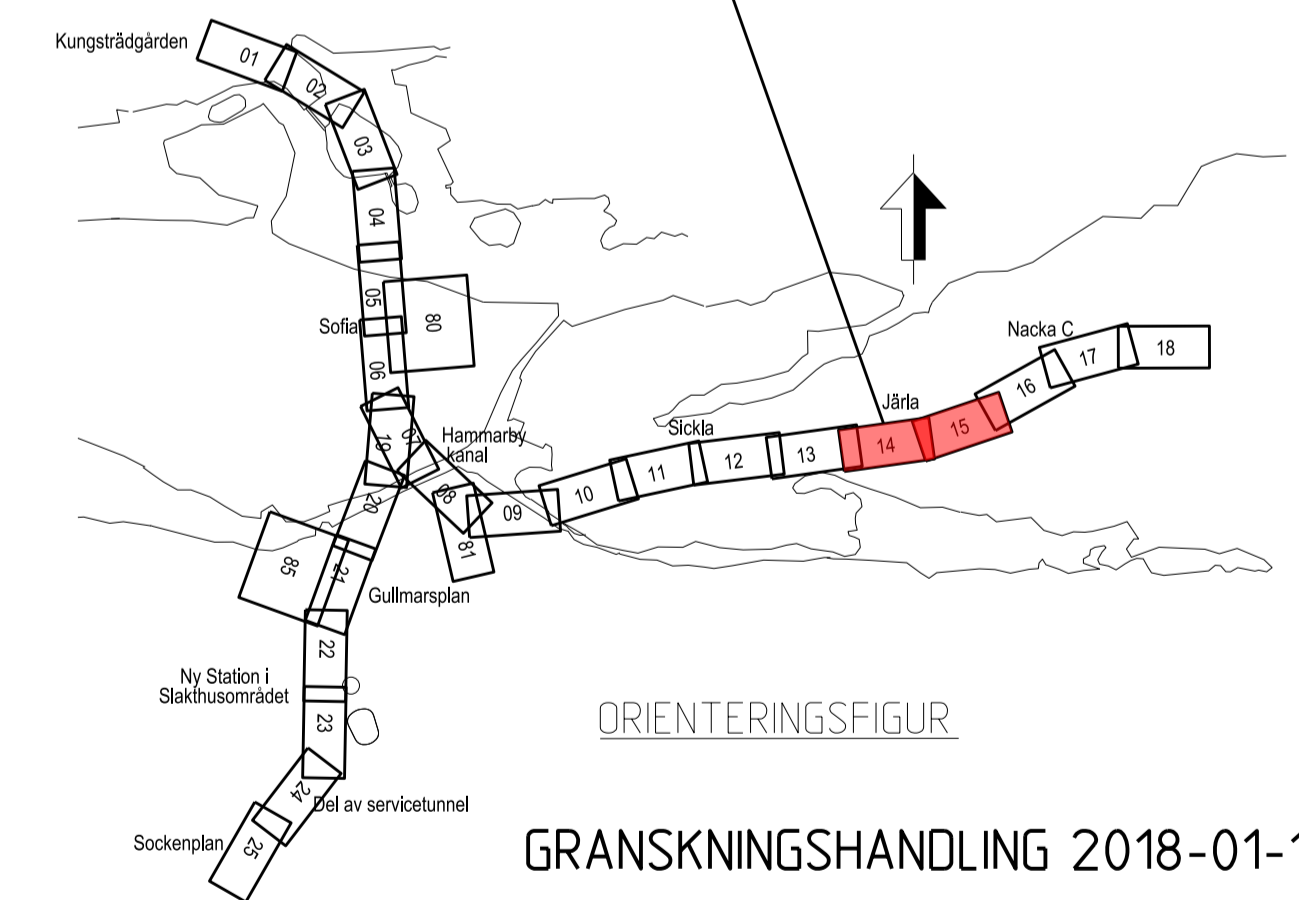 Kungsträdgården
01
02
03
04
05
Sofia
80
06
19
07
Hammarby
kanal
08
20
09
81
10
11
Sickla
12
13
Järla
14
15
16
Nacka C
17
18
85
21
Gullmarsplan
22
Ny Station i
Slakthusområdet
23
24
Del av servicetunnel
Sockenplan
25
ORIENTERINGSFIGUR
GRANSKNINGSHANDLING 2018-01-1